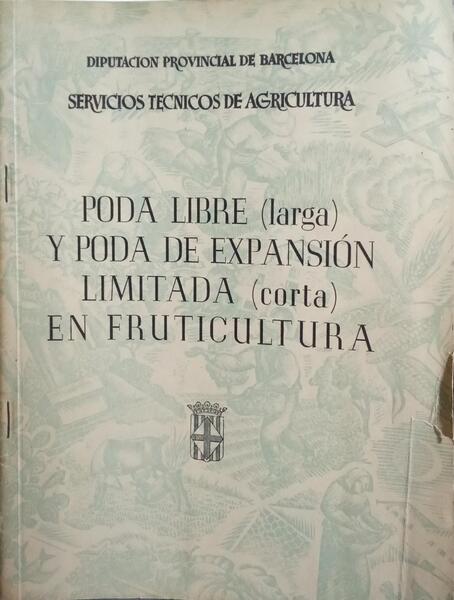 DIPUTACION PROVINCIAL DE BARCELONA
SERVICIOS TECNICOS DE AGRICULTURA
PODA LIBRE (larga)
Y PODA DE EXPANSIÓN
LIMITADA (corta)
EN FRUTICULTURA